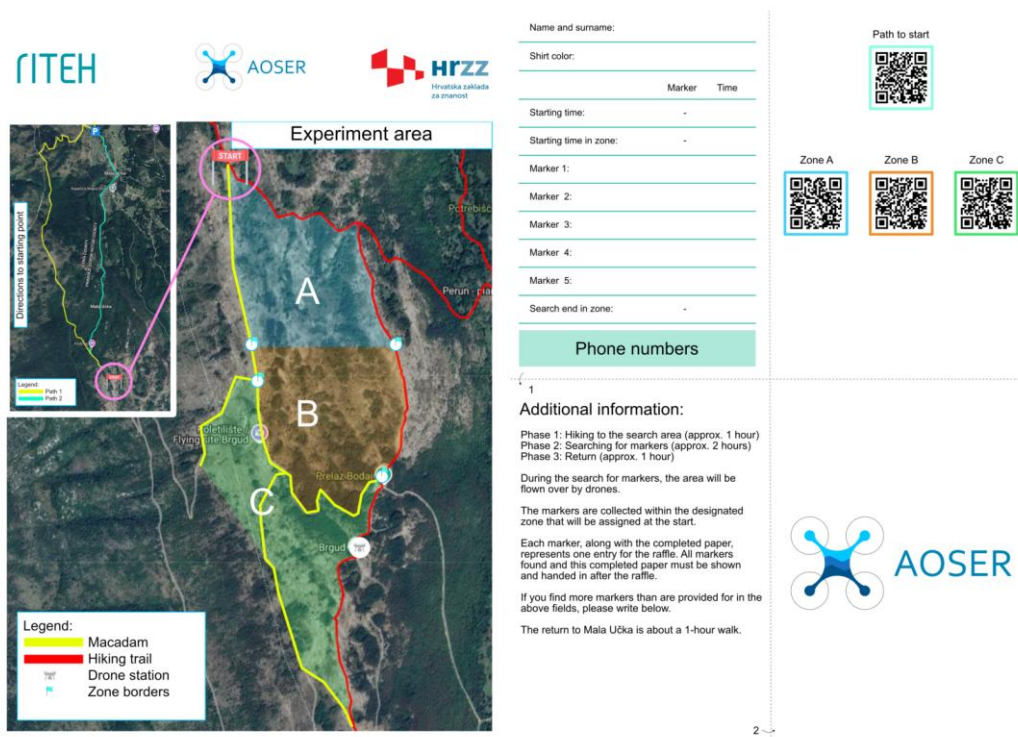 RITEH
AOSER
HRZZ
Hrvatska zaklada
za znanost
Experiment area
START
P
Directions to starting point
Legend:
Path 1
Path 2
A
Potrebišć
Perun - plan
B
Poletilište
Flying site Brgud
Prelaz Bodaj
C
Brgud
Legend:
Macadam
Hiking trail
Drone station
Zone borders
Name and surname:
Shirt color:
Marker Time
Starting time: -
Starting time in zone: -
Marker 1:
Marker 2:
Marker 3:
Marker 4:
Marker 5:
Search end in zone: -
Phone numbers
Path to start
Zone A Zone B Zone C
1
Additional information:
Phase 1: Hiking to the search area (approx. 1 hour)
Phase 2: Searching for markers (approx. 2 hours)
Phase 3: Return (approx. 1 hour)
During the search for markers, the area will be
flown over by drones.
The markers are collected within the designated
zone that will be assigned at the start.
Each marker, along with the completed paper,
represents one entry for the raffle. All markers
found and this completed paper must be shown
and handed in after the raffle.
If you find more markers than are provided for in the
above fields, please write below.
The return to Mala Učka is about a 1-hour walk.
AOSER
2